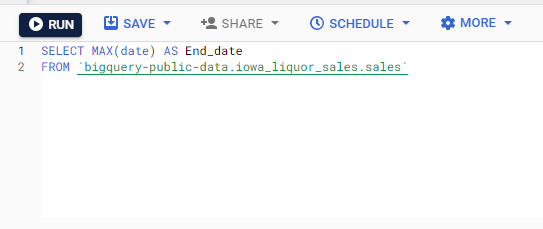 RUN SAVE SHARE SCHEDULE MORE
1 SELECT MAX(date) AS End_date
2 FROM `bigquery-public-data.iowa_liquor_sales.sales`